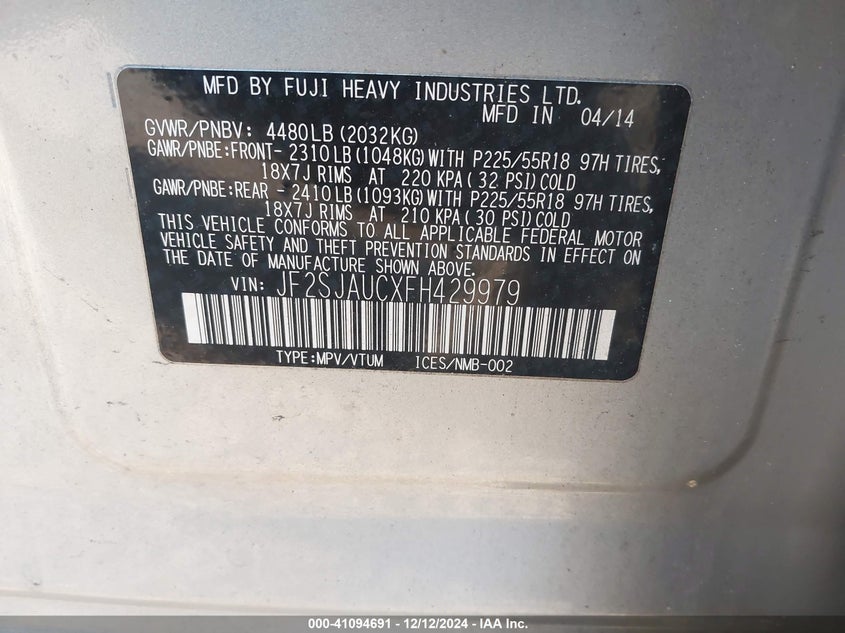 MFD BY FUJI HEAVY INDUSTRIES LTD.
MFD IN 04/14
GVWR/PNBV: 4480LB (2032KG)
GAWR/PNBE:FRONT- 2310LB (1048KG)WITH P225/55R18 97H TIRES,
18X7J RIMS AT 220 KPA( 32 PSI)COLD
GAWR/PNBE:REAR - 2410LB (1093KG)WITH P225/55R18 97H TIRES,
18X7J RIMS AT 210 KPA( 30 PSI)COLD
THIS VEHICLE CONFORMS TO ALL APPLICABLE FEDERAL MOTOR
VEHICLE SAFETY AND THEFT PREVENTION STANDARDS IN EFFECT ON
THE DATE OF MANUFACTURE SHOWN ABOVE.
VIN: JF2SJAUCXFH429979
TYPE:MPV/VTUM ICES/NMB-002
000-41094691 - 12/12/2024 - IAA Inc.